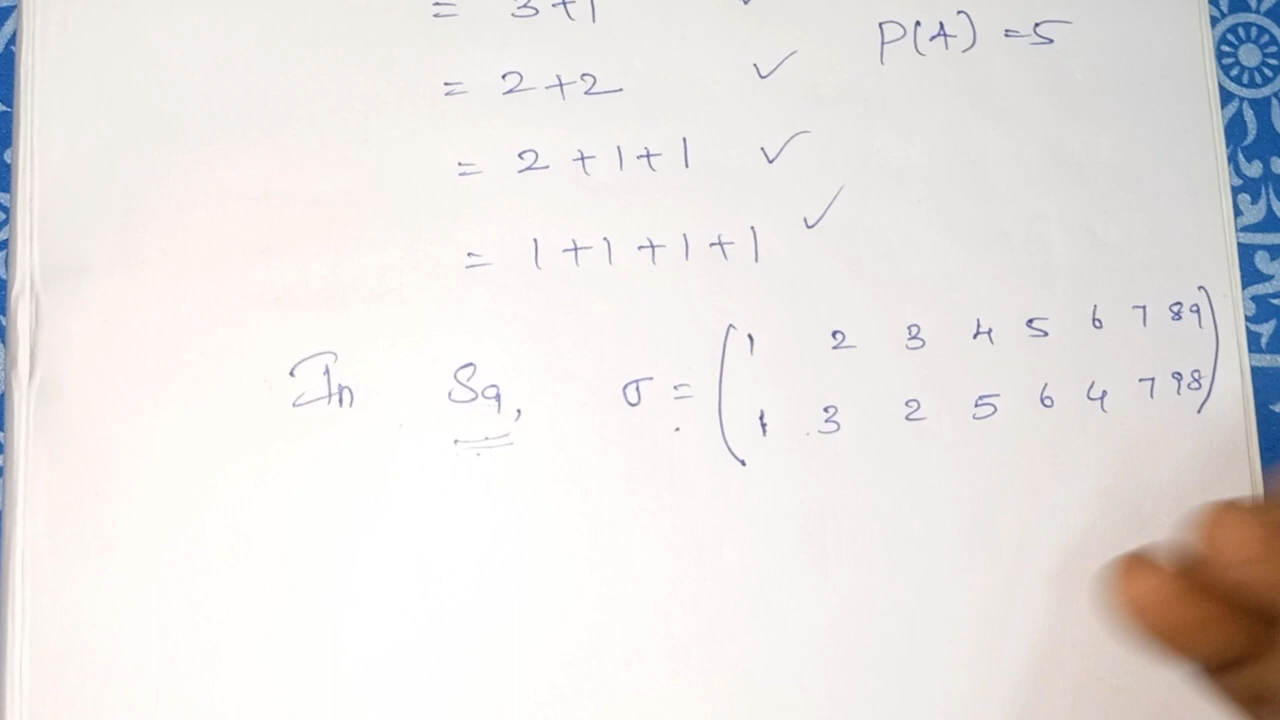 = 3+1
P(4) = 5
= 2+2 ✓
= 2+1+1 ✓
= 1+1+1+1 ✓
In S9, σ = (1 2 3 4 5 6 7 8 9
1 3 2 5 6 4 7 9 8)